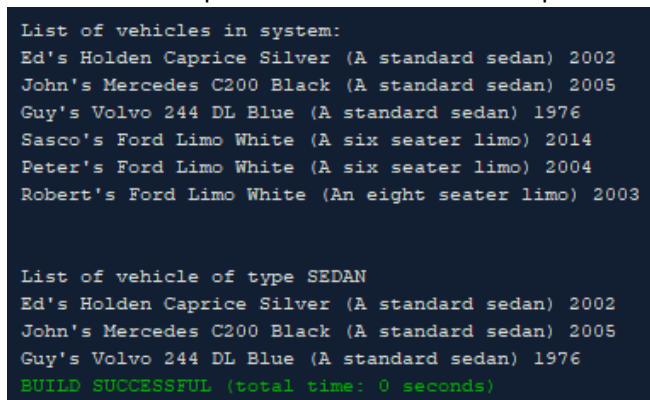 List of vehicles in system:
Ed's Holden Caprice Silver (A standard sedan) 2002
John's Mercedes C200 Black (A standard sedan) 2005
Guy's Volvo 244 DL Blue (A standard sedan) 1976
Sasco's Ford Limo White (A six seater limo) 2014
Peter's Ford Limo White (A six seater limo) 2004
Robert's Ford Limo White (An eight seater limo) 2003
List of vehicle of type SEDAN
Ed's Holden Caprice Silver (A standard sedan) 2002
John's Mercedes C200 Black (A standard sedan) 2005
Guy's Volvo 244 DL Blue (A standard sedan) 1976
BUILD SUCCESSFUL (total time: 0 seconds)